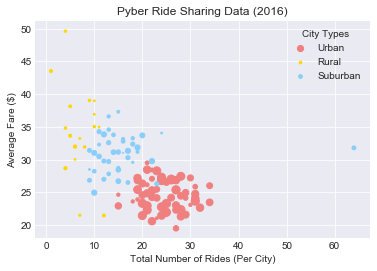 Pyber Ride Sharing Data (2016)
City Types
Urban
Rural
Suburban
Average Fare ($)
50
45
40
35
30
25
20
0 10 20 30 40 50 60
Total Number of Rides (Per City)